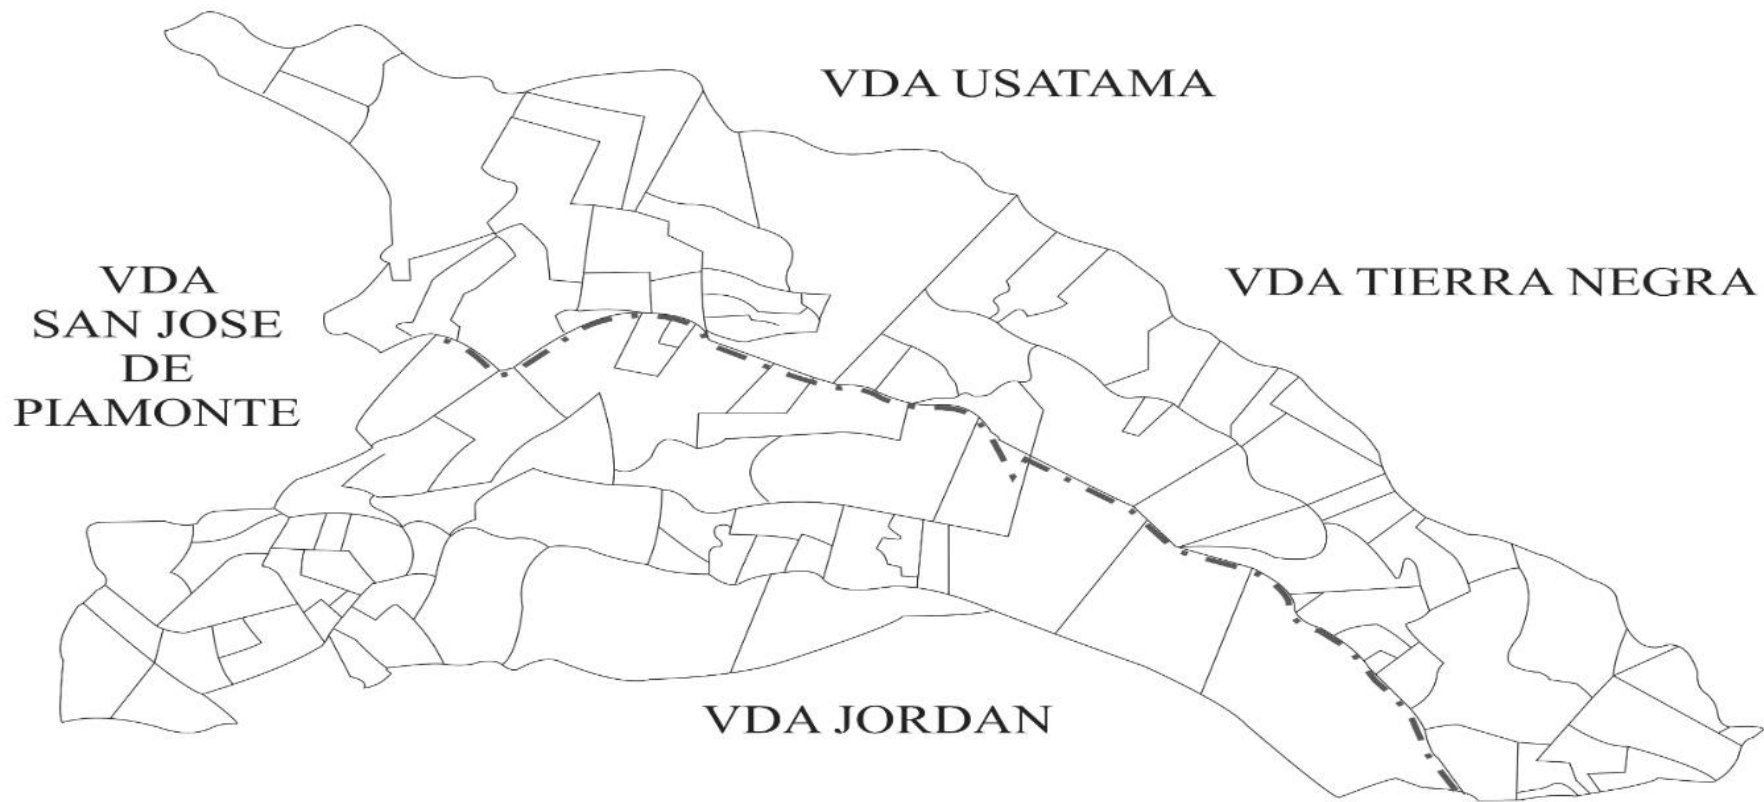 VDA USATAMA
VDA TIERRA NEGRA
VDA
SAN JOSE
DE
PIAMONTE
VDA JORDAN